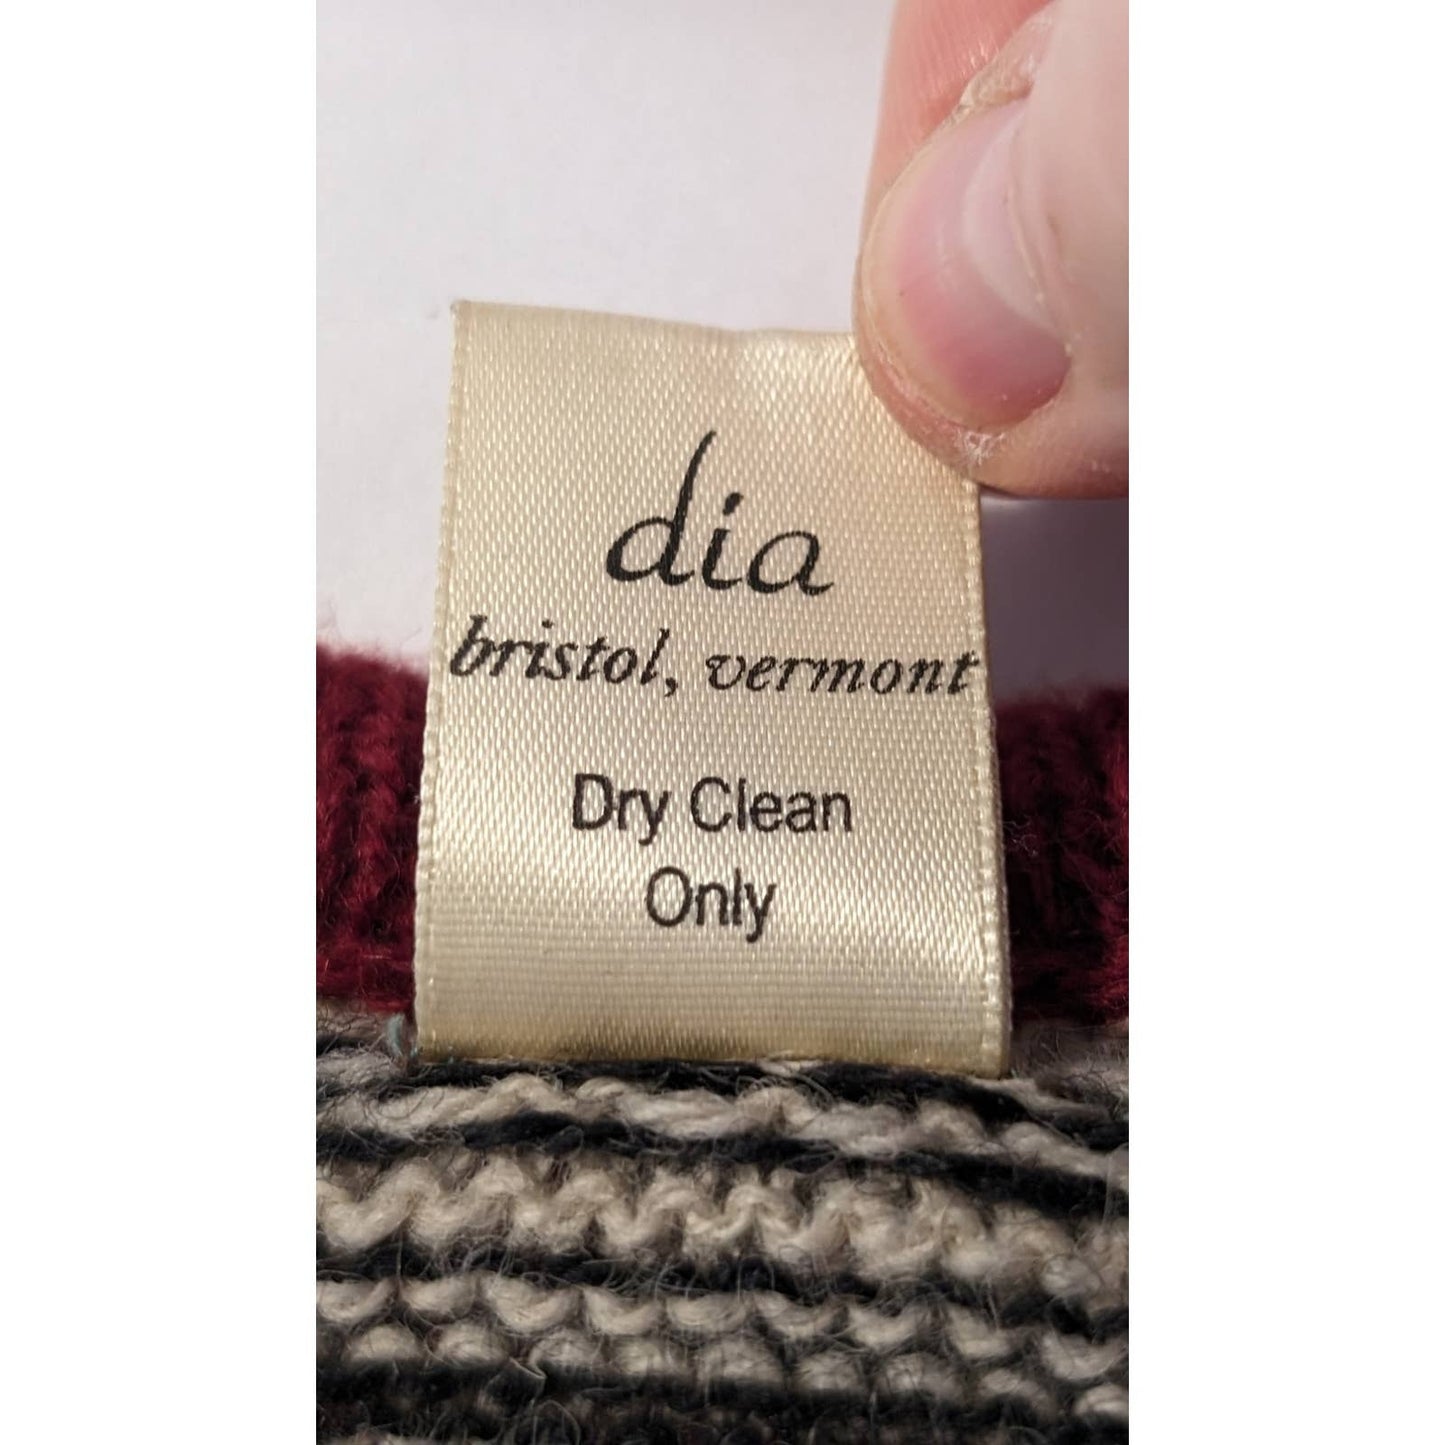 dia
bristol, vermont
Dry Clean
Only